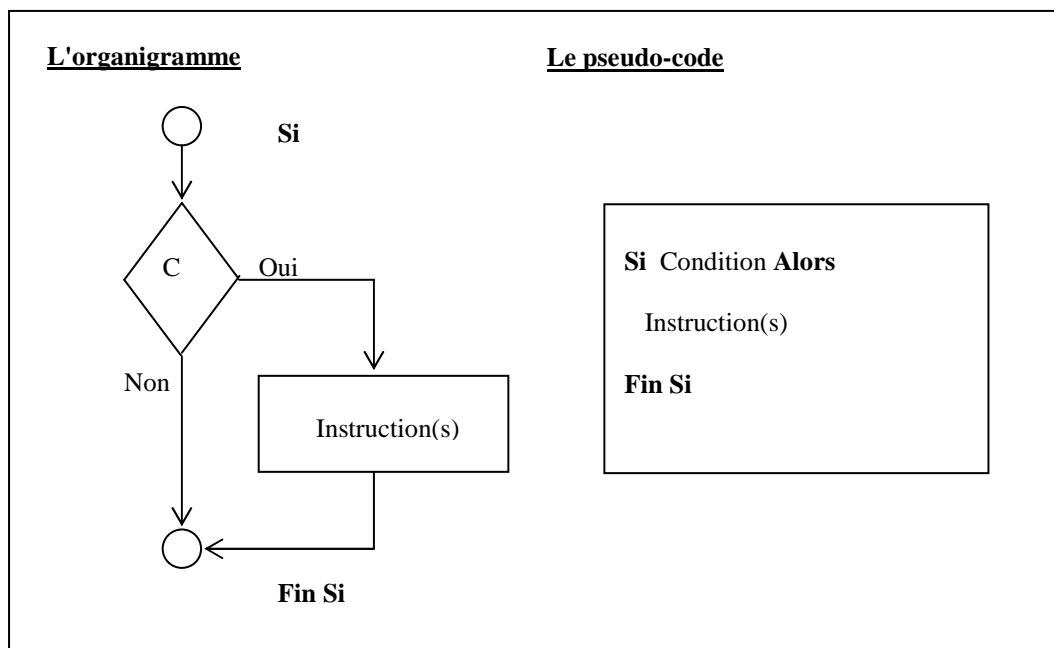 L'organigramme
Si
C
Oui
Non
Instruction(s)
Fin Si
Le pseudo-code
Si Condition Alors
Instruction(s)
Fin Si